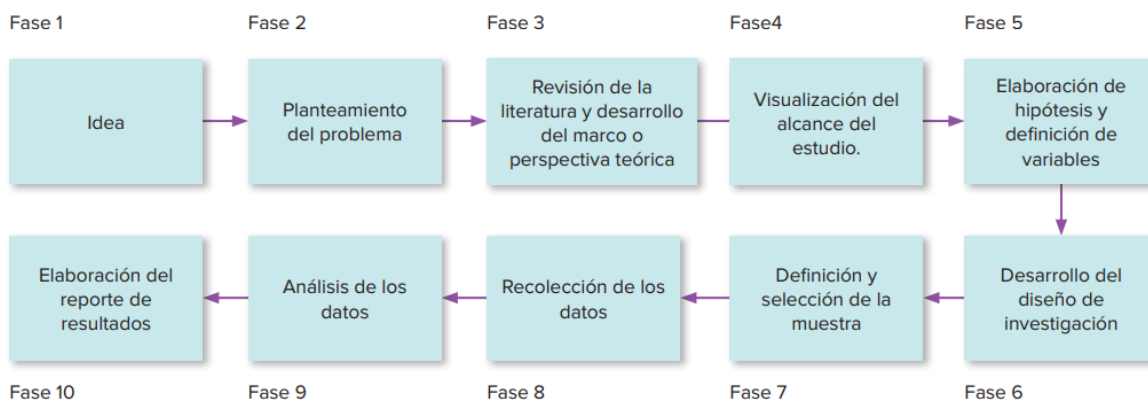 Fase 1
Fase 2
Fase 3
Fase4
Fase 5
Idea
Planteamiento
del problema
Revisión de la
literatura y desarrollo
del marco o
perspectiva teórica
Visualización del
alcance del
estudio.
Elaboración de
hipótesis y
definición de
variables
Desarrollo del
diseño de
investigación
Definición y
selección de la
muestra
Recolección de los
datos
Análisis de los
datos
Elaboración del
reporte de
resultados
Fase 10
Fase 9
Fase 8
Fase 7
Fase 6